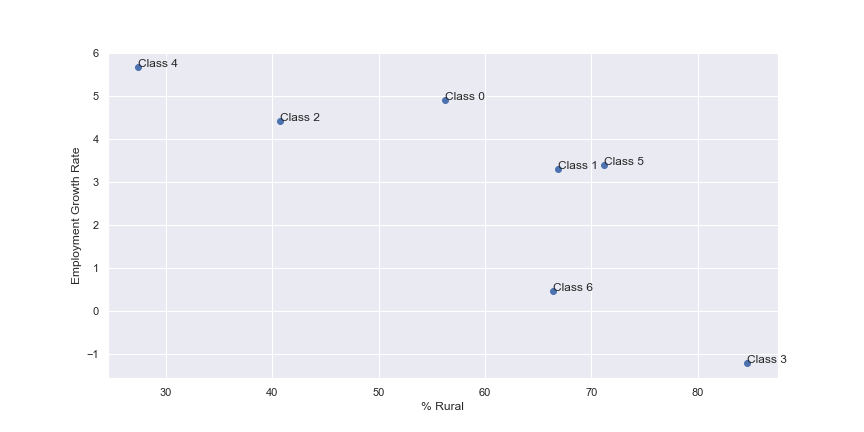 6
Class 4
5
Class 0
Class 2
4
Class 1
Class 5
3
2
1
Class 6
0
−1
Class 3
Employment Growth Rate
30
40
50
60
70
80
% Rural